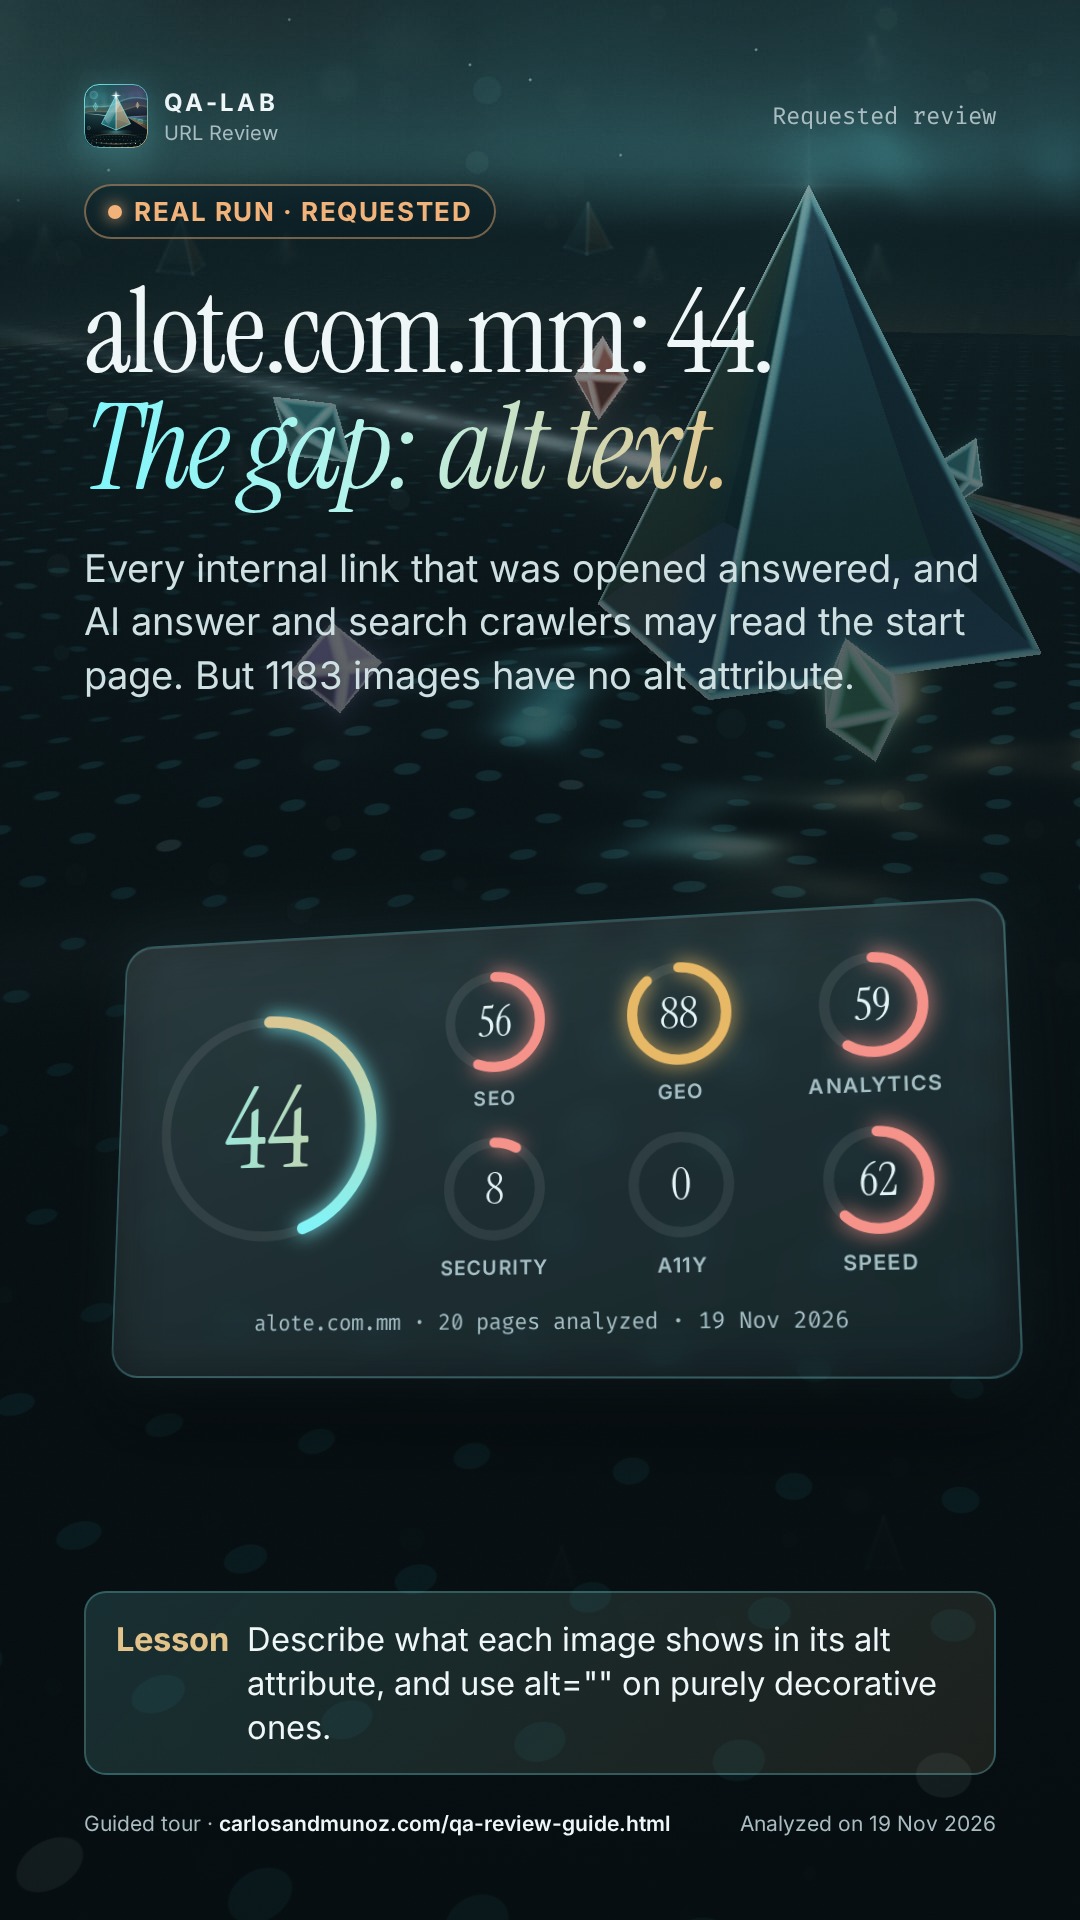 QA-LAB
URL Review
Requested review
REAL RUN · REQUESTED
alote.com.mm: 44.
The gap: alt text.
Every internal link that was opened answered, and
AI answer and search crawlers may read the start
page. But 1183 images have no alt attribute.
44
56
SEO
88
GEO
59
ANALYTICS
8
SECURITY
0
A11Y
62
SPEED
alote.com.mm · 20 pages analyzed · 19 Nov 2026
Lesson Describe what each image shows in its alt
attribute, and use alt="" on purely decorative
ones.
Guided tour · carlosandmunoz.com/qa-review-guide.html
Analyzed on 19 Nov 2026